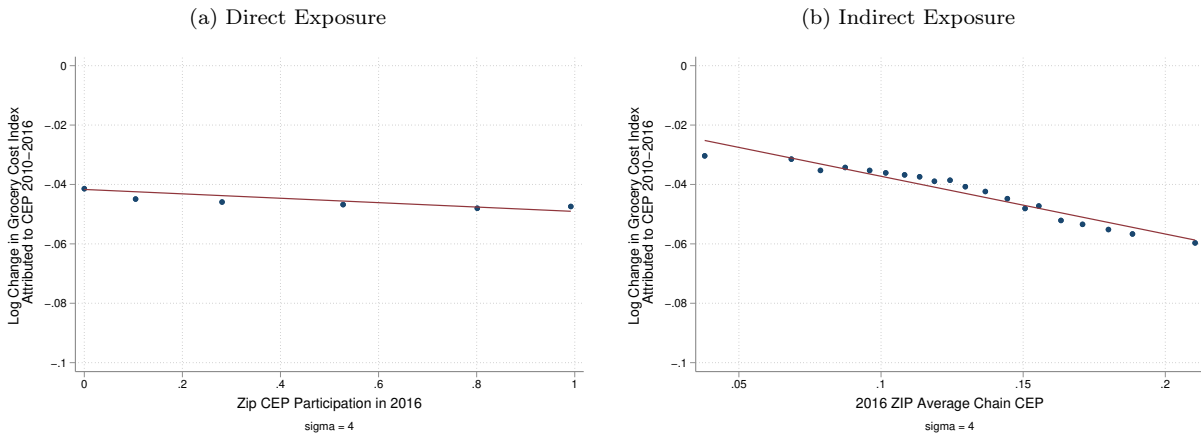 (a) Direct Exposure
Log Change in Grocery Cost Index
Attributed to CEP 2010−2016
0
−.02
−.04
−.06
−.08
−.1
0
.2
.4
.6
.8
1
Zip CEP Participation in 2016
sigma = 4
(b) Indirect Exposure
Log Change in Grocery Cost Index
Attributed to CEP 2010−2016
0
−.02
−.04
−.06
−.08
−.1
.05
.1
.15
.2
2016 ZIP Average Chain CEP
sigma = 4